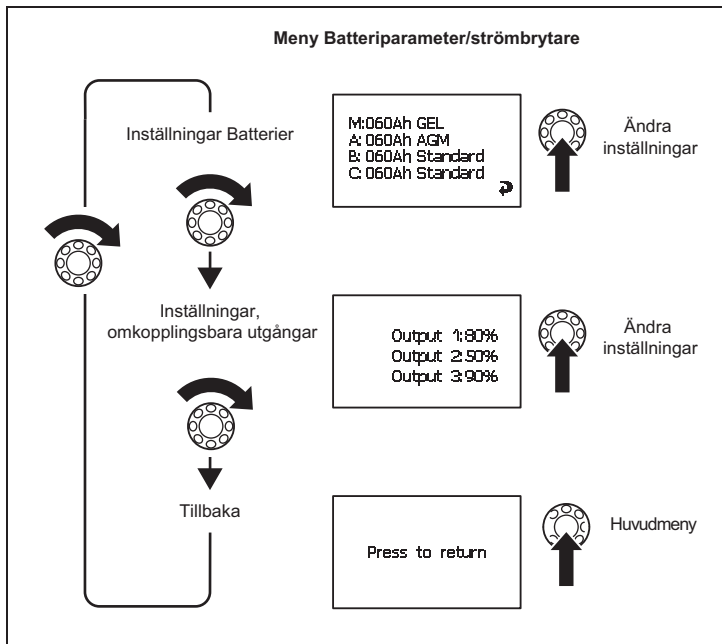 Meny Batteriparameter/strömbrytare
Inställningar Batterier
M:060Ah GEL
A: 060Ah AGM
B: 060Ah Standard
C: 060Ah Standard
Ändra
inställningar
Inställningar,
omkopplingsbara utgångar
Output 1:80%
Output 2:50%
Output 3:90%
Ändra
inställningar
Tillbaka
Press to return
Huvudmeny